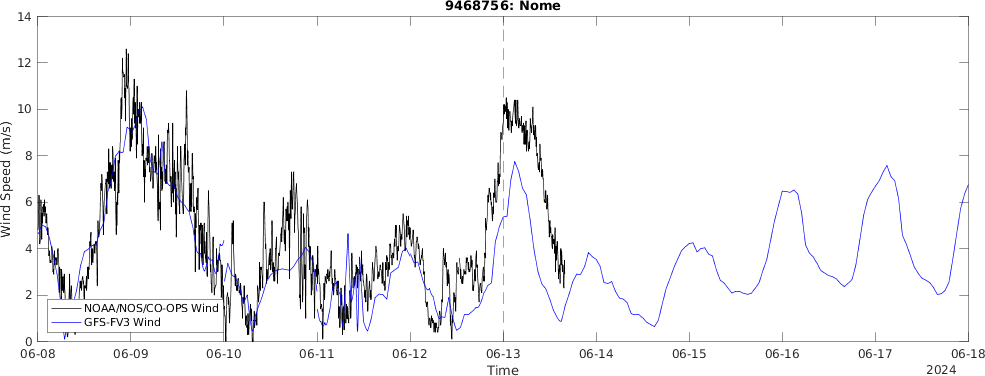 9468756: Nome
Wind Speed (m/s)
14
12
10
8
6
4
2
0
NOAA/NOS/CO-OPS Wind
GFS-FV3 Wind
06-08 06-09 06-10 06-11 06-12 06-13 06-14 06-15 06-16 06-17 06-18
Time
2024